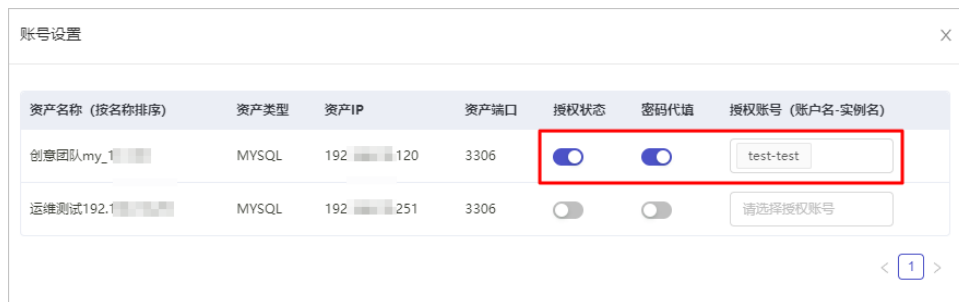 账号设置
资产名称（按名称排序） 资产类型 资产IP 资产端口 授权状态 密码代填 授权账号（账户名-实例名）
创意团队my_1 MYSQL 192 120 3306 test-test
运维测试192.1 MYSQL 192 251 3306 请选择授权账号
< 1 >